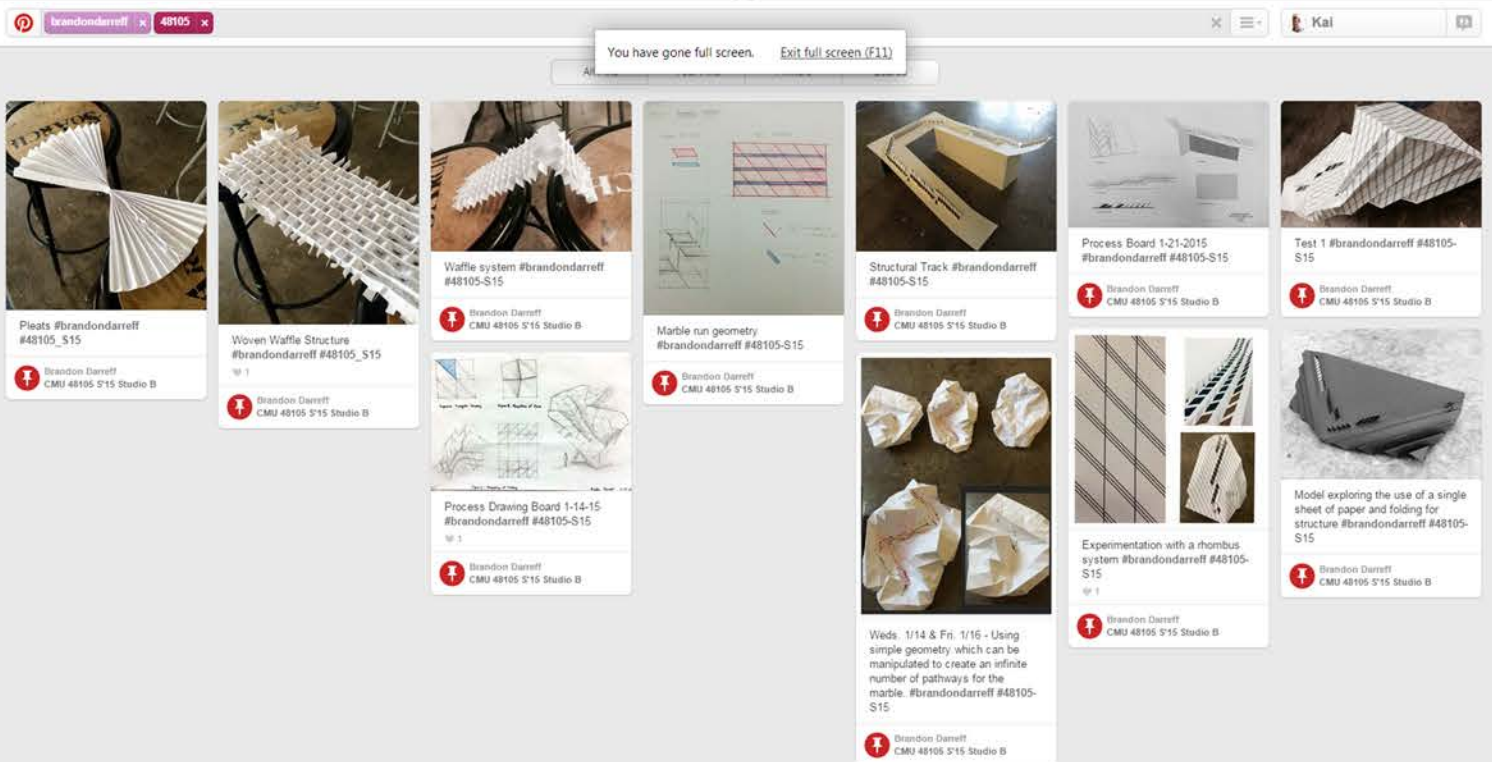 brandondarreff x 48105 x
Kai
You have gone full screen. Exit full screen (F11)
Pleats #brandondarreff
#48105_S15
Brandon Darreff
CMU 48105 S'15 Studio B
Woven Waffle Structure
#brandondarreff #48105_S15
1
Brandon Darreff
CMU 48105 S'15 Studio B
Waffle system #brandondarreff
#48105-S15
Brandon Darreff
CMU 48105 S'15 Studio B
Process Drawing Board 1-14-15
#brandondarreff #48105-S15
1
Brandon Darreff
CMU 48105 S'15 Studio B
Marble run geometry
#brandondarreff #48105-S15
Brandon Darreff
CMU 48105 S'15 Studio B
Structural Track #brandondarreff
#48105-S15
Brandon Darreff
CMU 48105 S'15 Studio B
Weds. 1/14 & Fri. 1/16 - Using
simple geometry which can be
manipulated to create an infinite
number of pathways for the
marble. #brandondarreff #48105-
S15
Brandon Darreff
CMU 48105 S'15 Studio B
Process Board 1-21-2015
#brandondarreff #48105-S15
Brandon Darreff
CMU 48105 S'15 Studio B
Experimentation with a rhombus
system #brandondarreff #48105-
S15
1
Brandon Darreff
CMU 48105 S'15 Studio B
Test 1 #brandondarreff #48105-
S15
Brandon Darreff
CMU 48105 S'15 Studio B
Model exploring the use of a single
sheet of paper and folding for
structure #brandondarreff #48105-
S15
Brandon Darreff
CMU 48105 S'15 Studio B